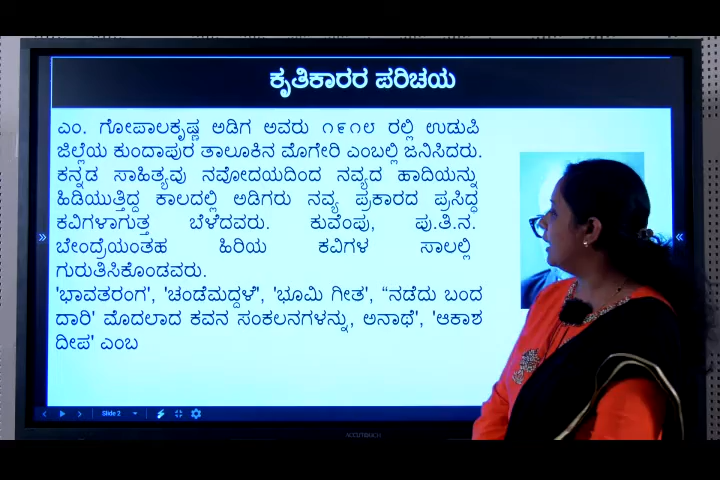 ಕೃತಿಕಾರರ ಪರಿಚಯ
ಎಂ. ಗೋಪಾಲಕೃಷ್ಣ ಅಡಿಗ ಅವರು ೧೯೧೮ ರಲ್ಲಿ ಉಡುಪಿ
ಜಿಲ್ಲೆಯ ಕುಂದಾಪುರ ತಾಲೂಕಿನ ಮೊಗೇರಿ ಎಂಬಲ್ಲಿ ಜನಿಸಿದರು.
ಕನ್ನಡ ಸಾಹಿತ್ಯವು ನವೋದಯದಿಂದ ನವ್ಯದ ಹಾದಿಯನ್ನು
ಹಿಡಿಯುತ್ತಿದ್ದ ಕಾಲದಲ್ಲಿ ಅಡಿಗರು ನವ್ಯ ಪ್ರಕಾರದ ಪ್ರಸಿದ್ಧ
ಕವಿಗಳಾಗುತ್ತ ಬೆಳೆದವರು. ಕುವೆಂಪು, ಪು.ತಿ.ನ.
ಬೇಂದ್ರೆಯಂತಹ ಹಿರಿಯ ಕವಿಗಳ ಸಾಲಲ್ಲಿ
ಗುರುತಿಸಿಕೊಂಡವರು.
'ಭಾವತರಂಗ', 'ಚಂಡೆಮದ್ದಳೆ', 'ಭೂಮಿ ಗೀತ', “ನಡೆದು ಬಂದ
ದಾರಿ' ಮೊದಲಾದ ಕವನ ಸಂಕಲನಗಳನ್ನು, ಅನಾಥೆ', 'ಆಕಾಶ
ದೀಪ' ಎಂಬ
Slide 2